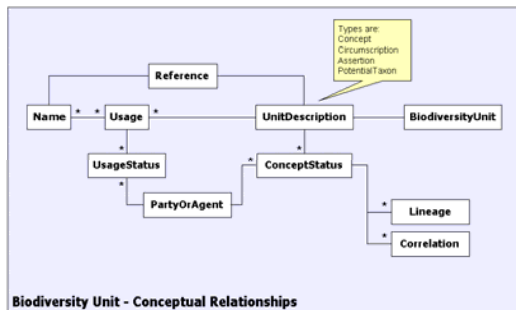 Types are:
Concept
Circumscription
Assertion
PotentialTaxon
Reference
Name * * Usage * UnitDescription BiodiversityUnit
* *
UsageStatus * ConceptStatus
*
PartyOrAgent * Lineage
* Correlation
Biodiversity Unit - Conceptual Relationships